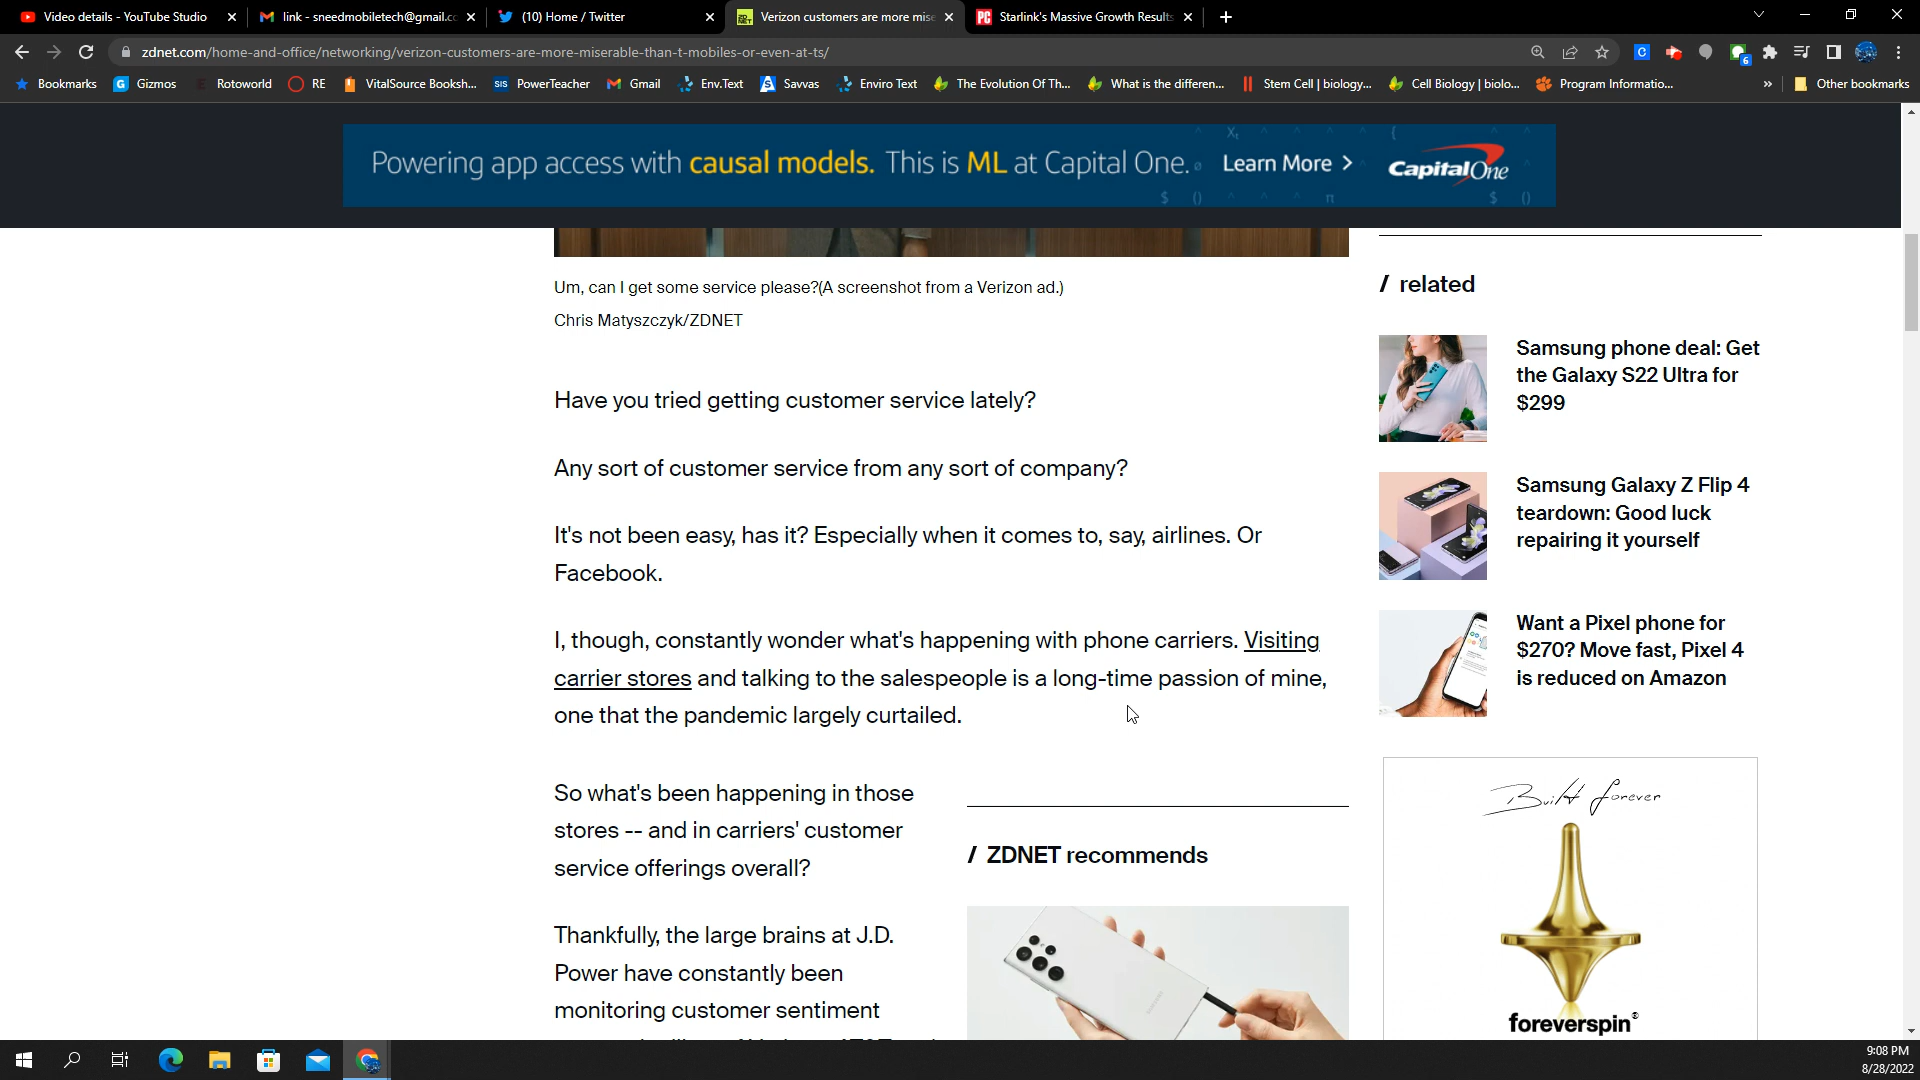 Video details - YouTube Studio
link - sneedmobiletech@gmail.cc
(10) Home / Twitter
Verizon customers are more mise
Starlink's Massive Growth Results
zdnet.com/home-and-office/networking/verizon-customers-are-more-miserable-than-t-mobiles-or-even-at-ts/
Bookmarks
Gizmos
Rotoworld
RE
VitalSource Booksh...
PowerTeacher
Gmail
Env.Text
Savvas
Enviro Text
The Evolution Of Th...
What is the differen...
Stem Cell | biology...
Cell Biology | biolo...
Program Informatio...
»
Other bookmarks
Powering app access with causal models. This is ML at Capital One.
Learn More >
Capital One
Um, can I get some service please?(A screenshot from a Verizon ad.)
Chris Matyszczyk/ZDNET
Have you tried getting customer service lately?
Any sort of customer service from any sort of company?
It's not been easy, has it? Especially when it comes to, say, airlines. Or
Facebook.
I, though, constantly wonder what's happening with phone carriers. Visiting
carrier stores and talking to the salespeople is a long-time passion of mine,
one that the pandemic largely curtailed.
So what's been happening in those
stores -- and in carriers' customer
service offerings overall?
Thankfully, the large brains at J.D.
Power have constantly been
monitoring customer sentiment
/ ZDNET recommends
/ related
Samsung phone deal: Get
the Galaxy S22 Ultra for
$299
Samsung Galaxy Z Flip 4
teardown: Good luck
repairing it yourself
Want a Pixel phone for
$270? Move fast, Pixel 4
is reduced on Amazon
Built forever
foreverspin®
9:08 PM
8/28/2022